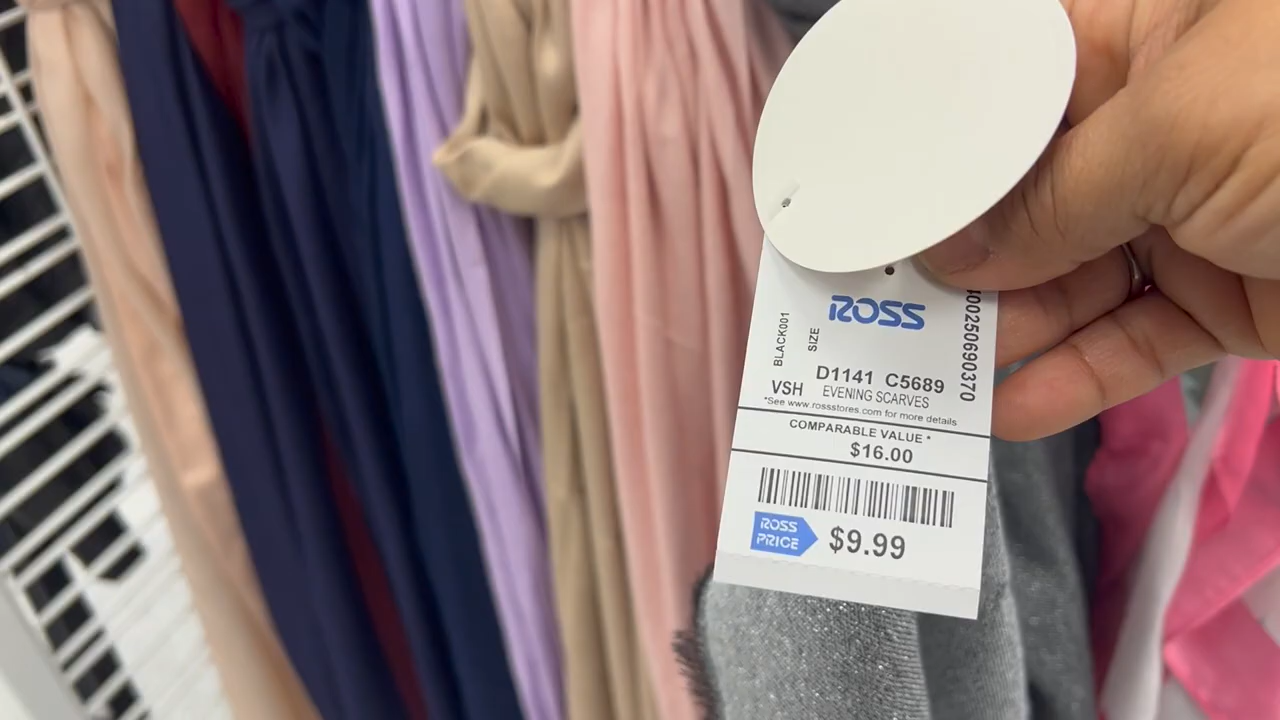 ROSS
BLACK001
SIZE
400250690370
D1141 C5689
VSH EVENING SCARVES
*See www.rossstores.com for more details
COMPARABLE VALUE *
$16.00
ROSS
PRICE
$9.99